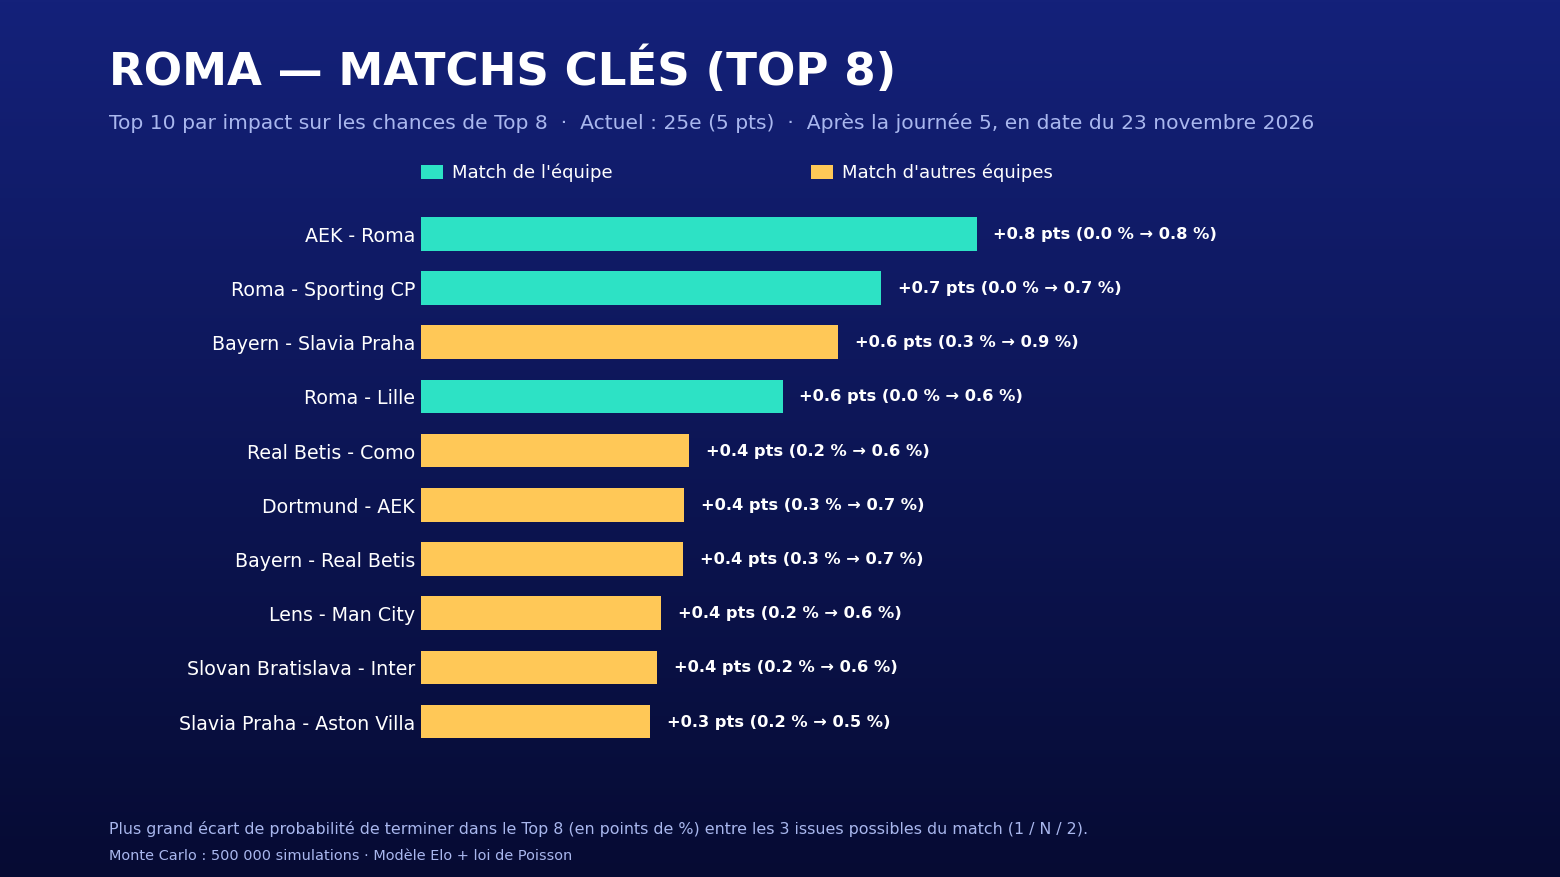 ROMA — MATCHS CLÉS (TOP 8)
Top 10 par impact sur les chances de Top 8 · Actuel : 25e (5 pts) · Après la journée 5, en date du 23 novembre 2026
Match de l'équipe
Match d'autres équipes
AEK - Roma +0.8 pts (0.0 % → 0.8 %)
Roma - Sporting CP +0.7 pts (0.0 % → 0.7 %)
Bayern - Slavia Praha +0.6 pts (0.3 % → 0.9 %)
Roma - Lille +0.6 pts (0.0 % → 0.6 %)
Real Betis - Como +0.4 pts (0.2 % → 0.6 %)
Dortmund - AEK +0.4 pts (0.3 % → 0.7 %)
Bayern - Real Betis +0.4 pts (0.3 % → 0.7 %)
Lens - Man City +0.4 pts (0.2 % → 0.6 %)
Slovan Bratislava - Inter +0.4 pts (0.2 % → 0.6 %)
Slavia Praha - Aston Villa +0.3 pts (0.2 % → 0.5 %)
Plus grand écart de probabilité de terminer dans le Top 8 (en points de %) entre les 3 issues possibles du match (1 / N / 2).
Monte Carlo : 500 000 simulations · Modèle Elo + loi de Poisson